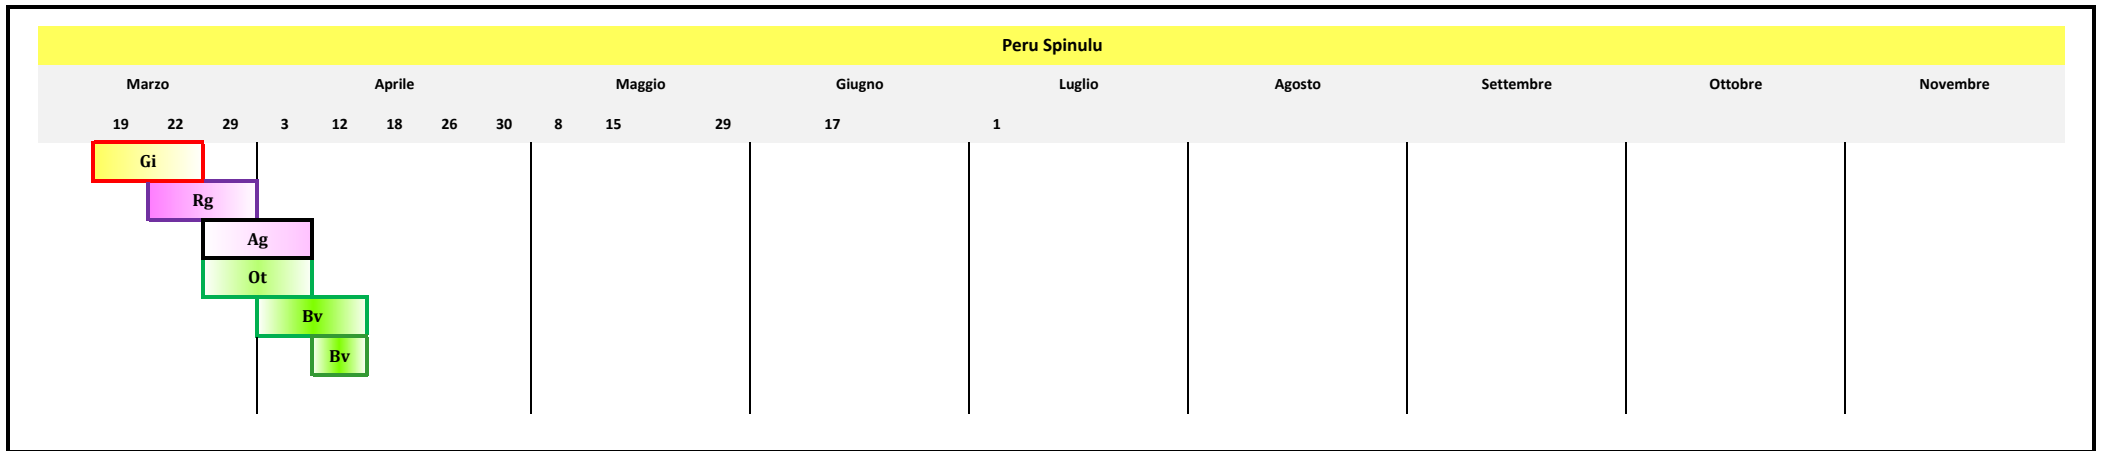 Peru Spinulu
Marzo Aprile Maggio Giugno Luglio Agosto Settembre Ottobre Novembre
19 22 29 3 12 18 26 30 8 15 29 17 1
Gi
Rg
Ag
Ot
Bv
Bv